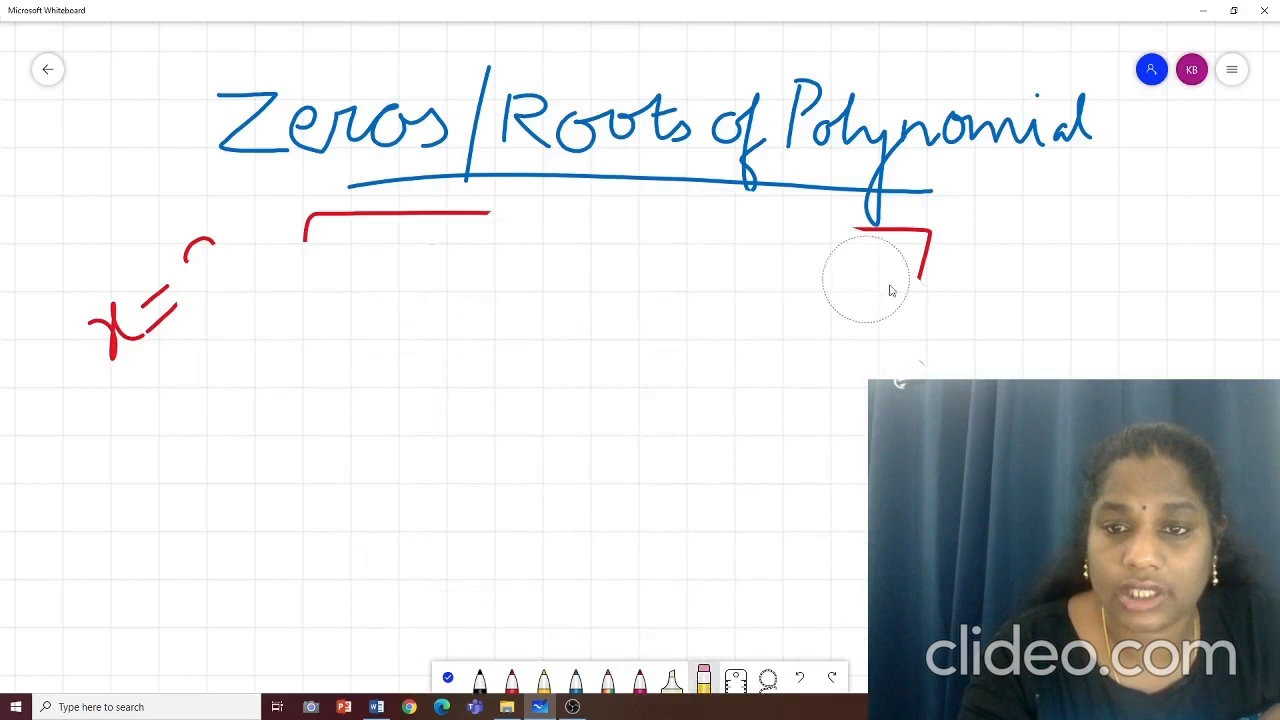 Microsoft Whiteboard
Zeros/Roots of Polynomial
KB
x=
clideo.com
Type here to search